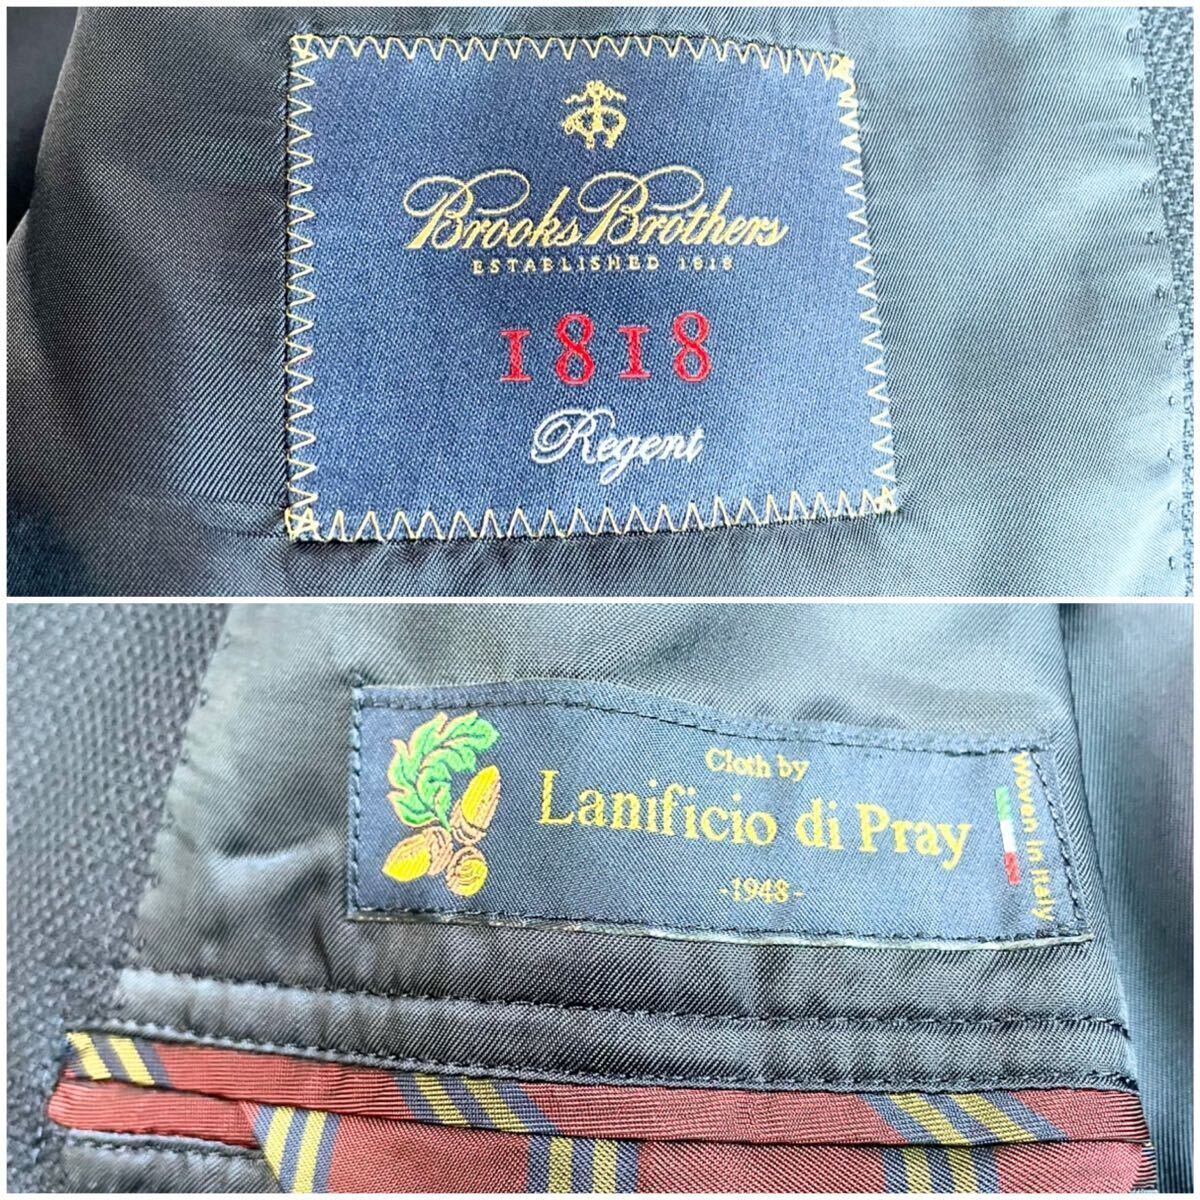 Brooks Brothers
ESTABLISHED 1818
1818
Regent
Cloth by
Lanificio di Pray
-1948-
Woven in Italy